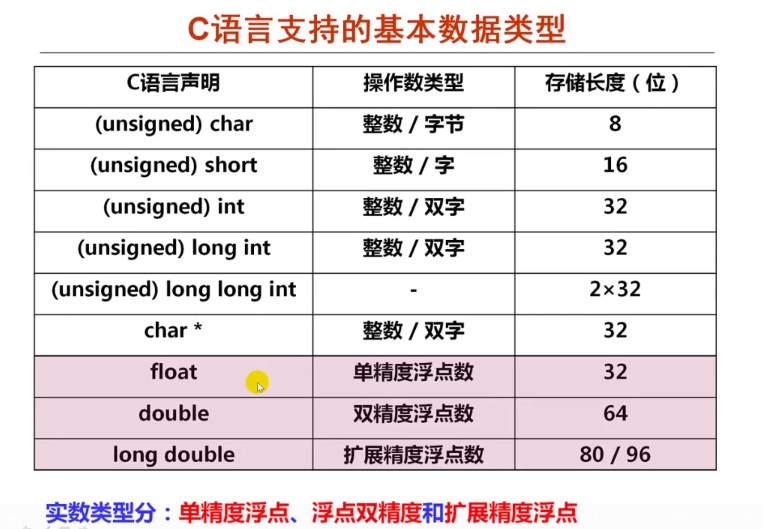 C语言支持的基本数据类型
C语言声明 操作数类型 存储长度（位）
(unsigned) char 整数 / 字节 8
(unsigned) short 整数 / 字 16
(unsigned) int 整数 / 双字 32
(unsigned) long int 整数 / 双字 32
(unsigned) long long int - 2×32
char * 整数 / 双字 32
float 单精度浮点数 32
double 双精度浮点数 64
long double 扩展精度浮点数 80 / 96
实数类型分：单精度浮点、浮点双精度和扩展精度浮点